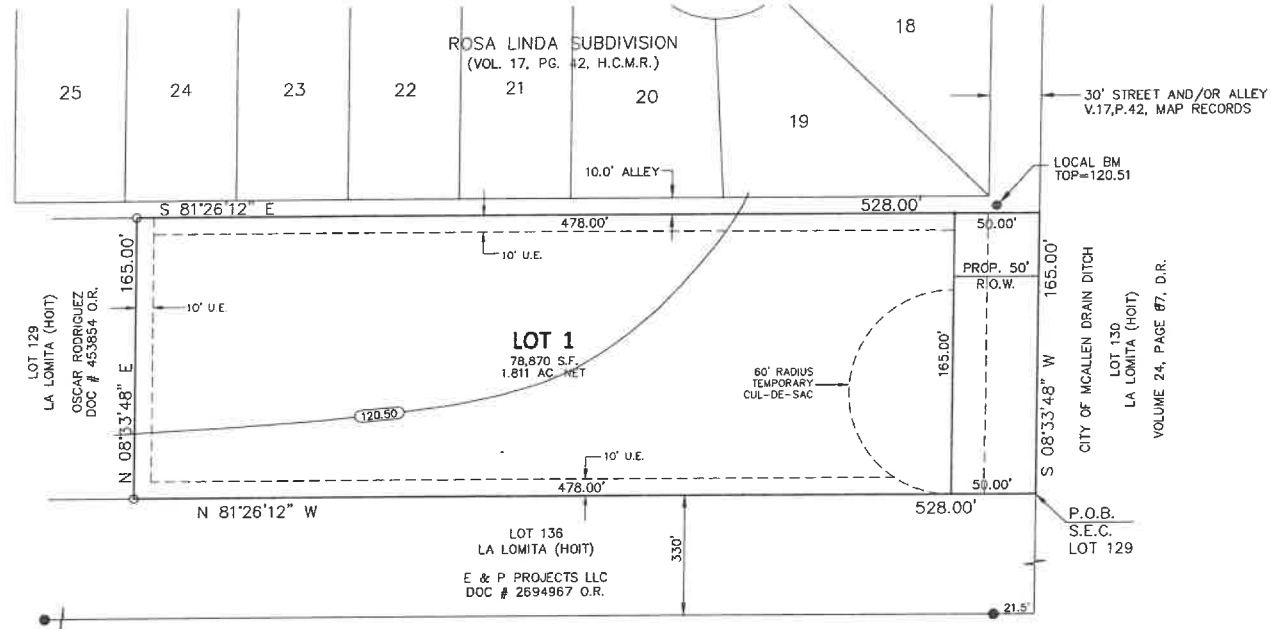 ROSA LINDA SUBDIVISION
(VOL. 17, PG. 42, H.C.M.R.)
25
24
23
22
21
20
19
18
30' STREET AND/OR ALLEY
V.17,P.42, MAP RECORDS
LOCAL BM
TOP=120.51
10.0' ALLEY
S 81°26'12" E
528.00'
478.00'
50.00'
10' U.E.
PROP. 50'
R.O.W.
165.00'
165.00'
165.00'
10' U.E.
LOT 129
LA LOMITA (HOIT)
OSCAR RODRIGUEZ
DOC # 453854 O.R.
N 08°33'48" E
LOT 1
78,870 S.F.
1.811 AC NET
60' RADIUS
TEMPORARY
CUL-DE-SAC
120.50
S 08°33'48" W
CITY OF MCALLEN DRAIN DITCH
LOT 130
LA LOMITA (HOIT)
VOLUME 24, PAGE 67, D.R.
10' U.E.
478.00'
50.00'
N 81°26'12" W
528.00'
P.O.B.
S.E.C.
LOT 129
LOT 136
LA LOMITA (HOIT)
E & P PROJECTS LLC
DOC # 2694967 O.R.
330'
21.5'